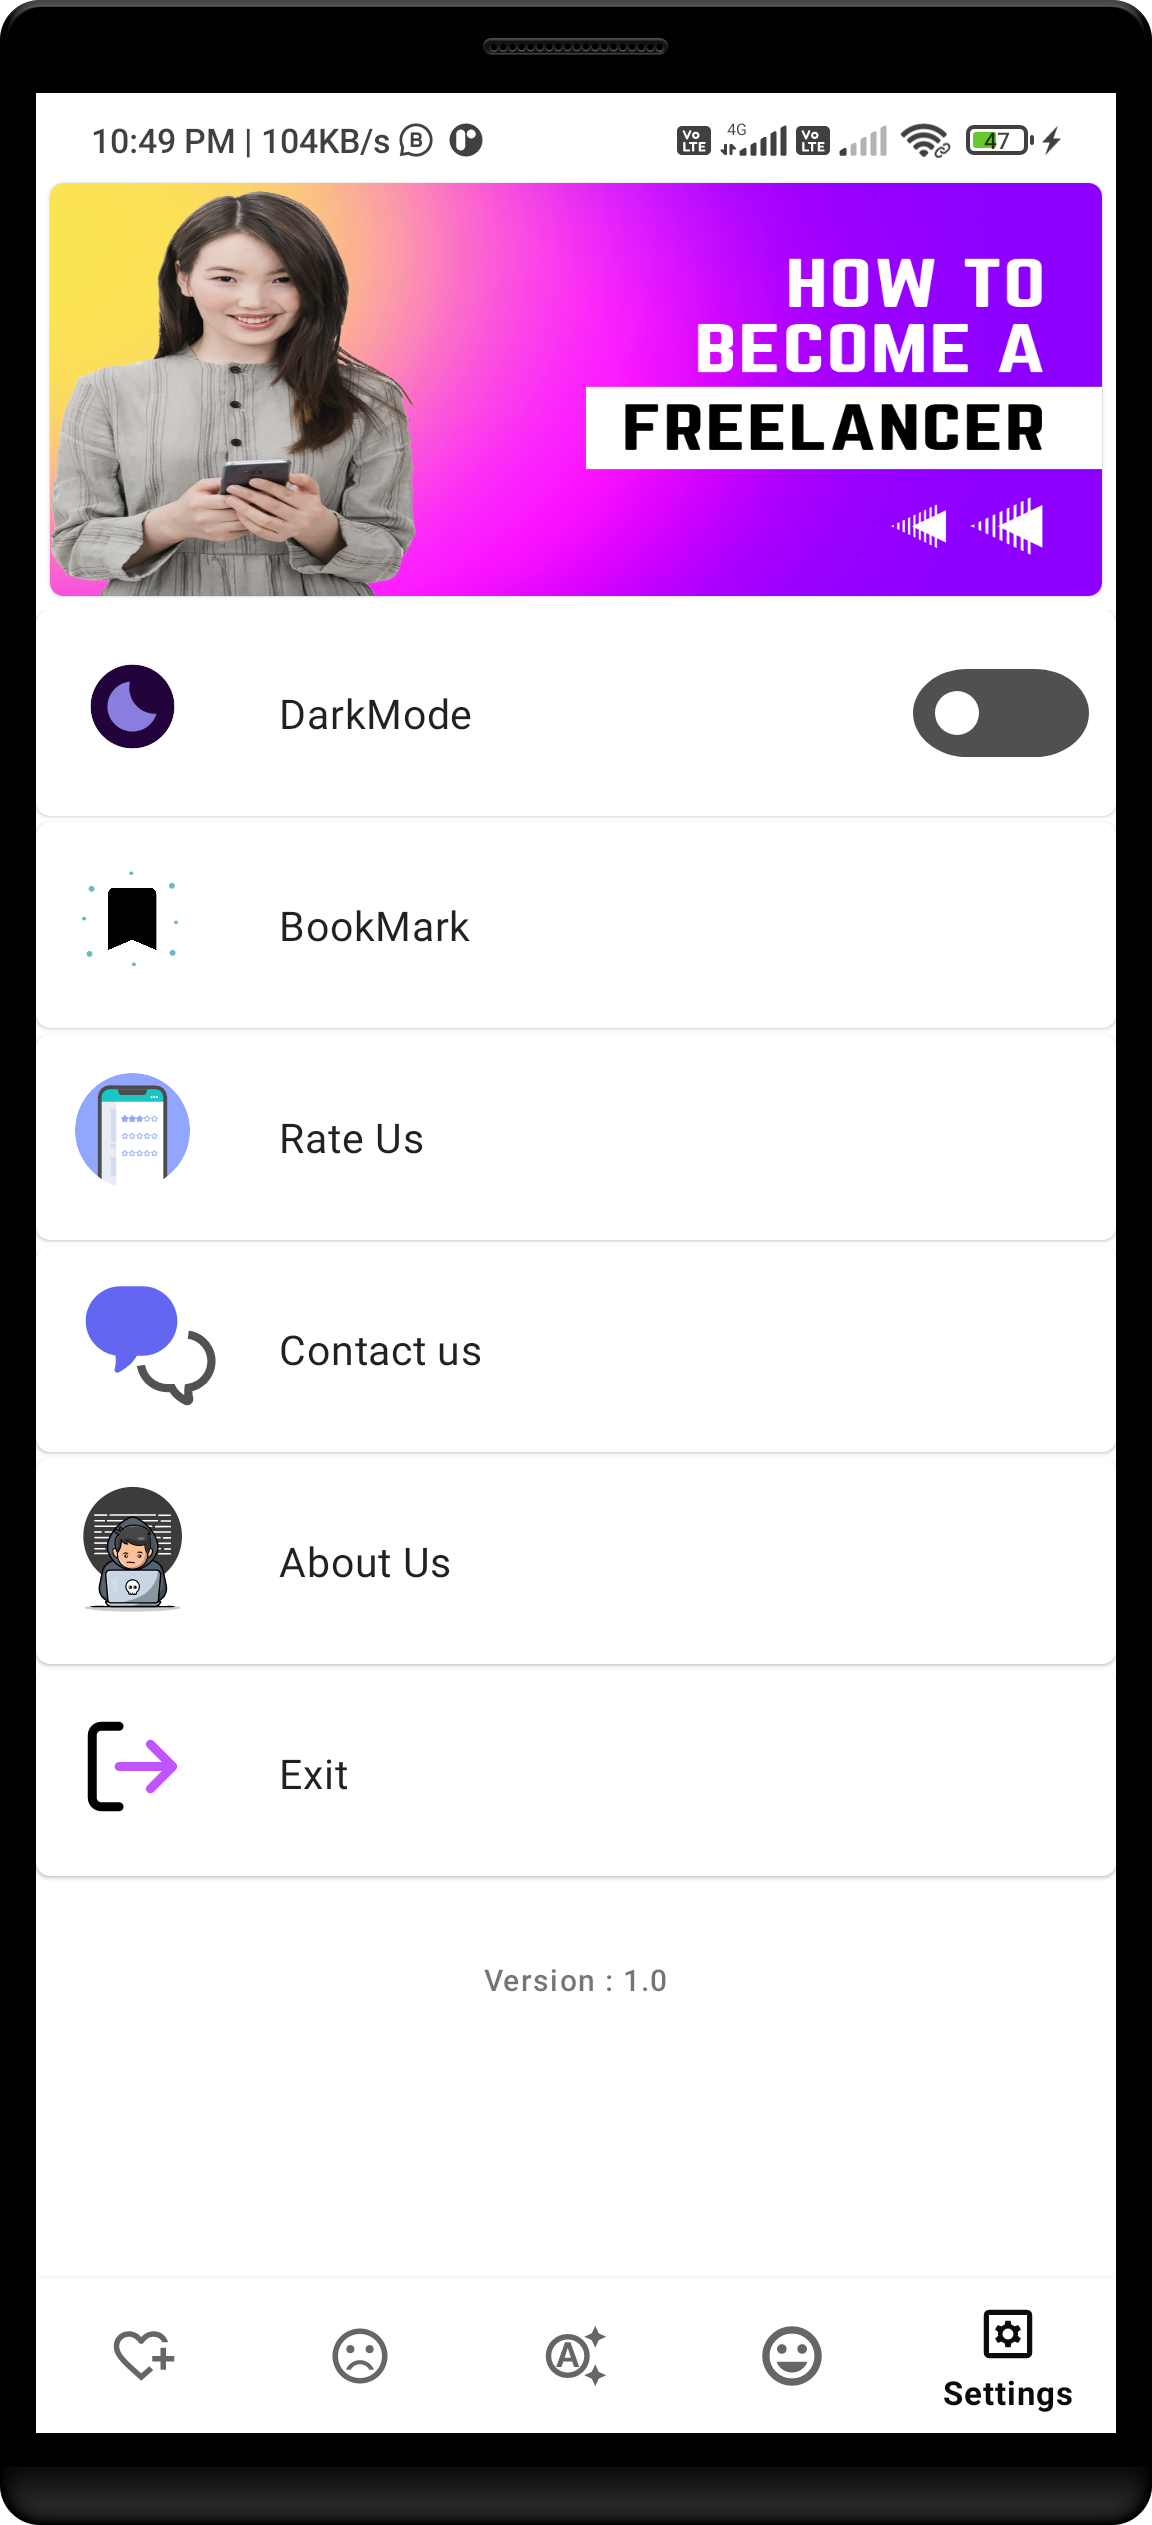 10:49 PM | 104KB/s B
Vo LTE 4G Vo LTE 47
HOW TO
BECOME A
FREELANCER
DarkMode
BookMark
Rate Us
Contact us
About Us
Exit
Version : 1.0
A
Settings